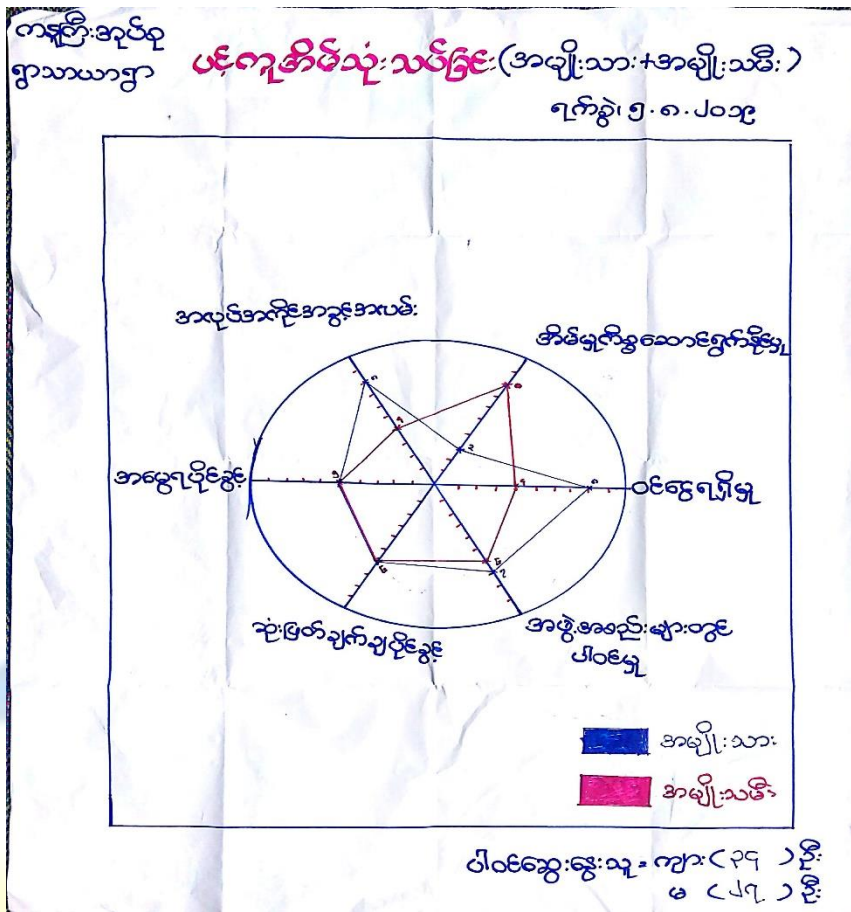 ကနူကြီးအုပ်စု
ရွာသာယာရွာ
ပင့်ကူအိမ်သုံးသပ်ခြင်း(အမျိုးသား+အမျိုးသမီး)
ရက်စွဲ၊ ၅.၈.၂၀၁၉
အလုပ်အကိုင်အခွင့်အလမ်း
အိမ်မှုကိစ္စဆောင်ရွက်နိုင်မှု
အမွေရပိုင်ခွင့်
ဝင်ငွေရရှိမှု
ဆုံးဖြတ်ချက်ချပိုင်ခွင့်
အဖွဲ့အစည်းများတွင်
ပါဝင်မှု
အမျိုးသား
အမျိုးသမီး
ပါဝင်ဆွေးနွေးသူ = ကျား (၃၄) ဦး
မ (၂၇) ဦး